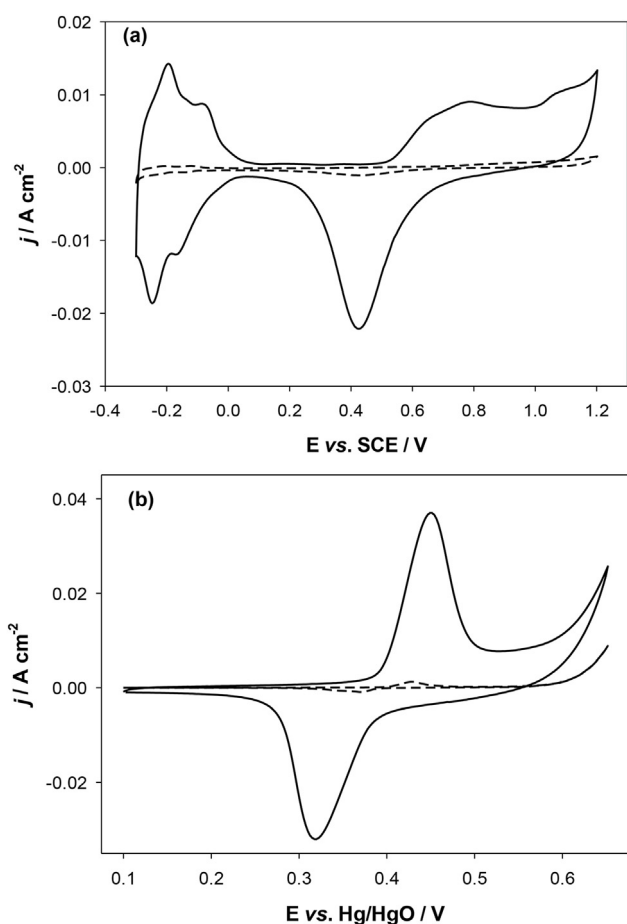 (a)
0.02
0.01
0.00
-0.01
-0.02
-0.03
j / A cm-2
-0.4 -0.2 0.0 0.2 0.4 0.6 0.8 1.0 1.2
E vs. SCE / V
(b)
0.04
0.02
0.00
-0.02
j / A cm-2
0.1 0.2 0.3 0.4 0.5 0.6
E vs. Hg/HgO / V